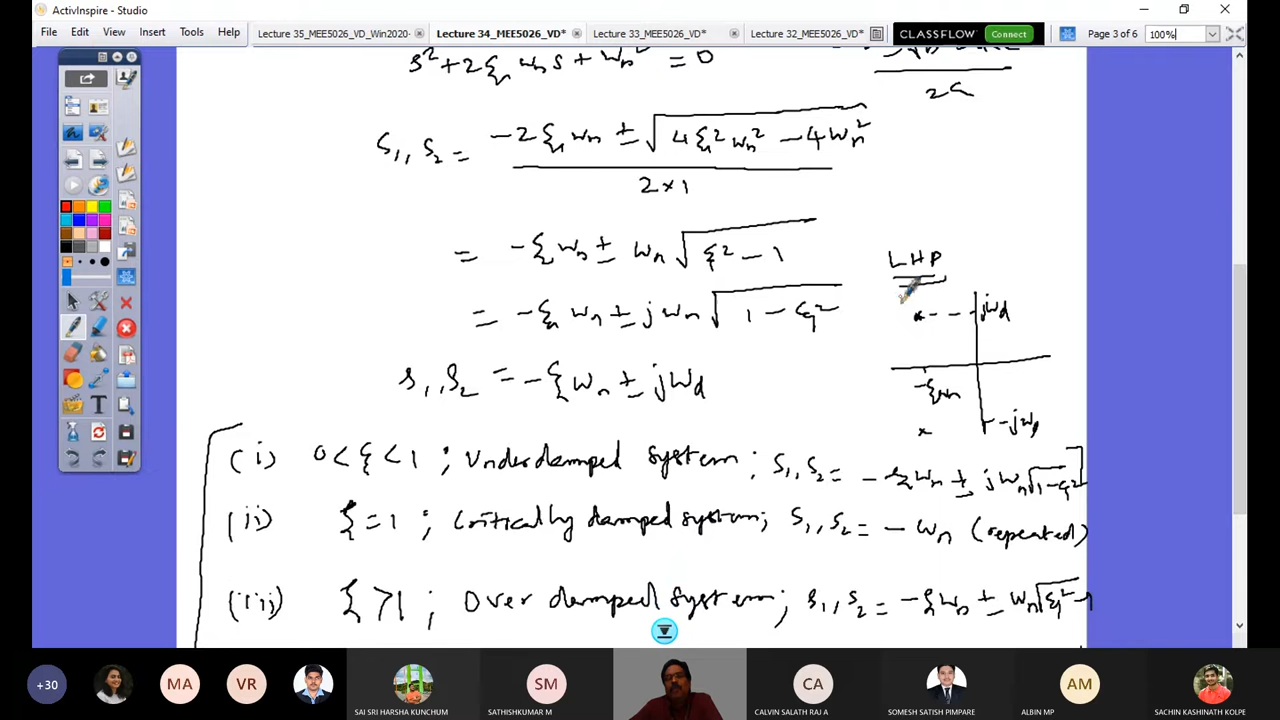 ActivInspire - Studio
File Edit View Insert Tools Help
Lecture 35_MEE5026_VD_Win2020-
Lecture 34_MEE5026_VD*
Lecture 33_MEE5026_VD*
Lecture 32_MEE5026_VD*
CLASSFLOW Connect
Page 3 of 6
100%
s² + 2ξωₙs + ωₙ² = 0
2a
S₁, S₂ = (-2ξωₙ ± √(4ξ²ωₙ² - 4ωₙ²)) / (2×1)
= -ξωₙ ± ωₙ√(ξ² - 1)
= -ξωₙ ± jωₙ√(1 - ξ²)
S₁, S₂ = -ξωₙ ± jω_d
LHP
jω_d
-ξωₙ
-jω_d
(i) 0<ξ<1 ; Underdamped system ; S₁, S₂ = -ξωₙ ± jωₙ√(1-ξ²)
(ii) ξ=1 ; Critically damped system; S₁, S₂ = -ωₙ (repeated)
(iii) ξ>1 ; Over damped system; S₁, S₂ = -ξωₙ ± ωₙ√(ξ²-1)
+30
MA
VR
SAI SRI HARSHA KUNCHUM
SM
SATHISHKUMAR M
CA
CALVIN SALATH RAJ A
SOMESH SATISH PIMPARE
AM
ALBIN MP
SACHIN KASHINATH KOLPE